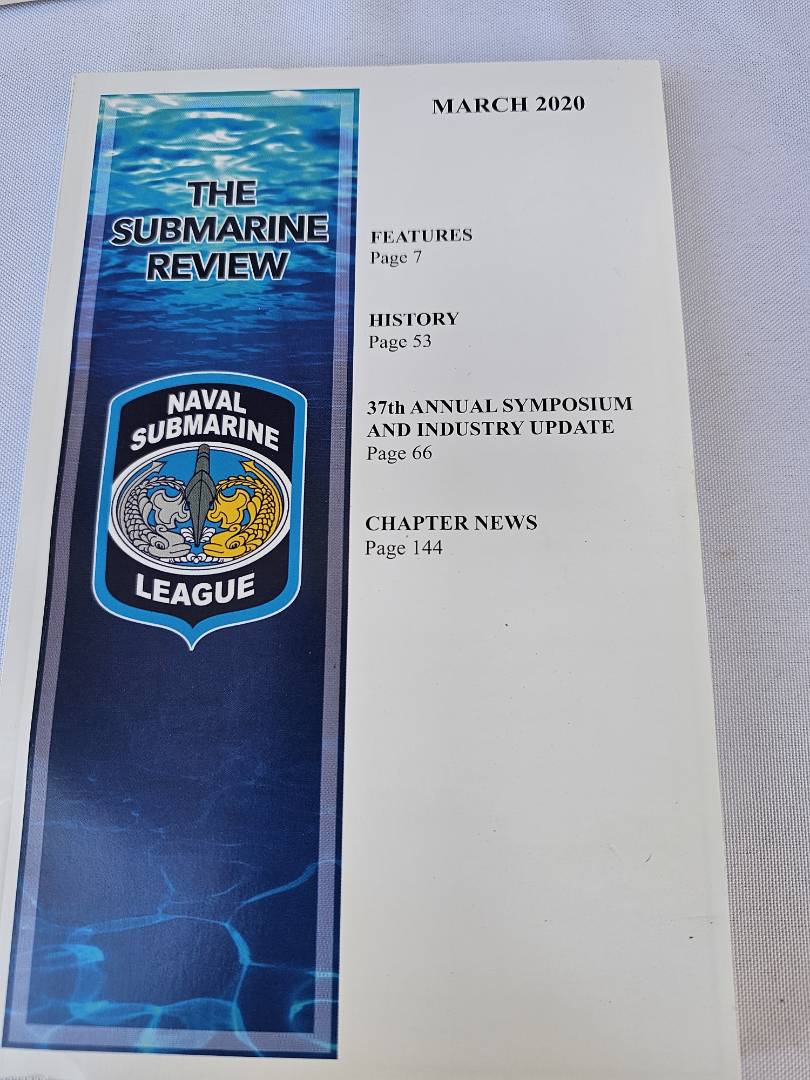 THE
SUBMARINE
REVIEW
NAVAL
SUBMARINE
LEAGUE
MARCH 2020
FEATURES
Page 7
HISTORY
Page 53
37th ANNUAL SYMPOSIUM
AND INDUSTRY UPDATE
Page 66
CHAPTER NEWS
Page 144